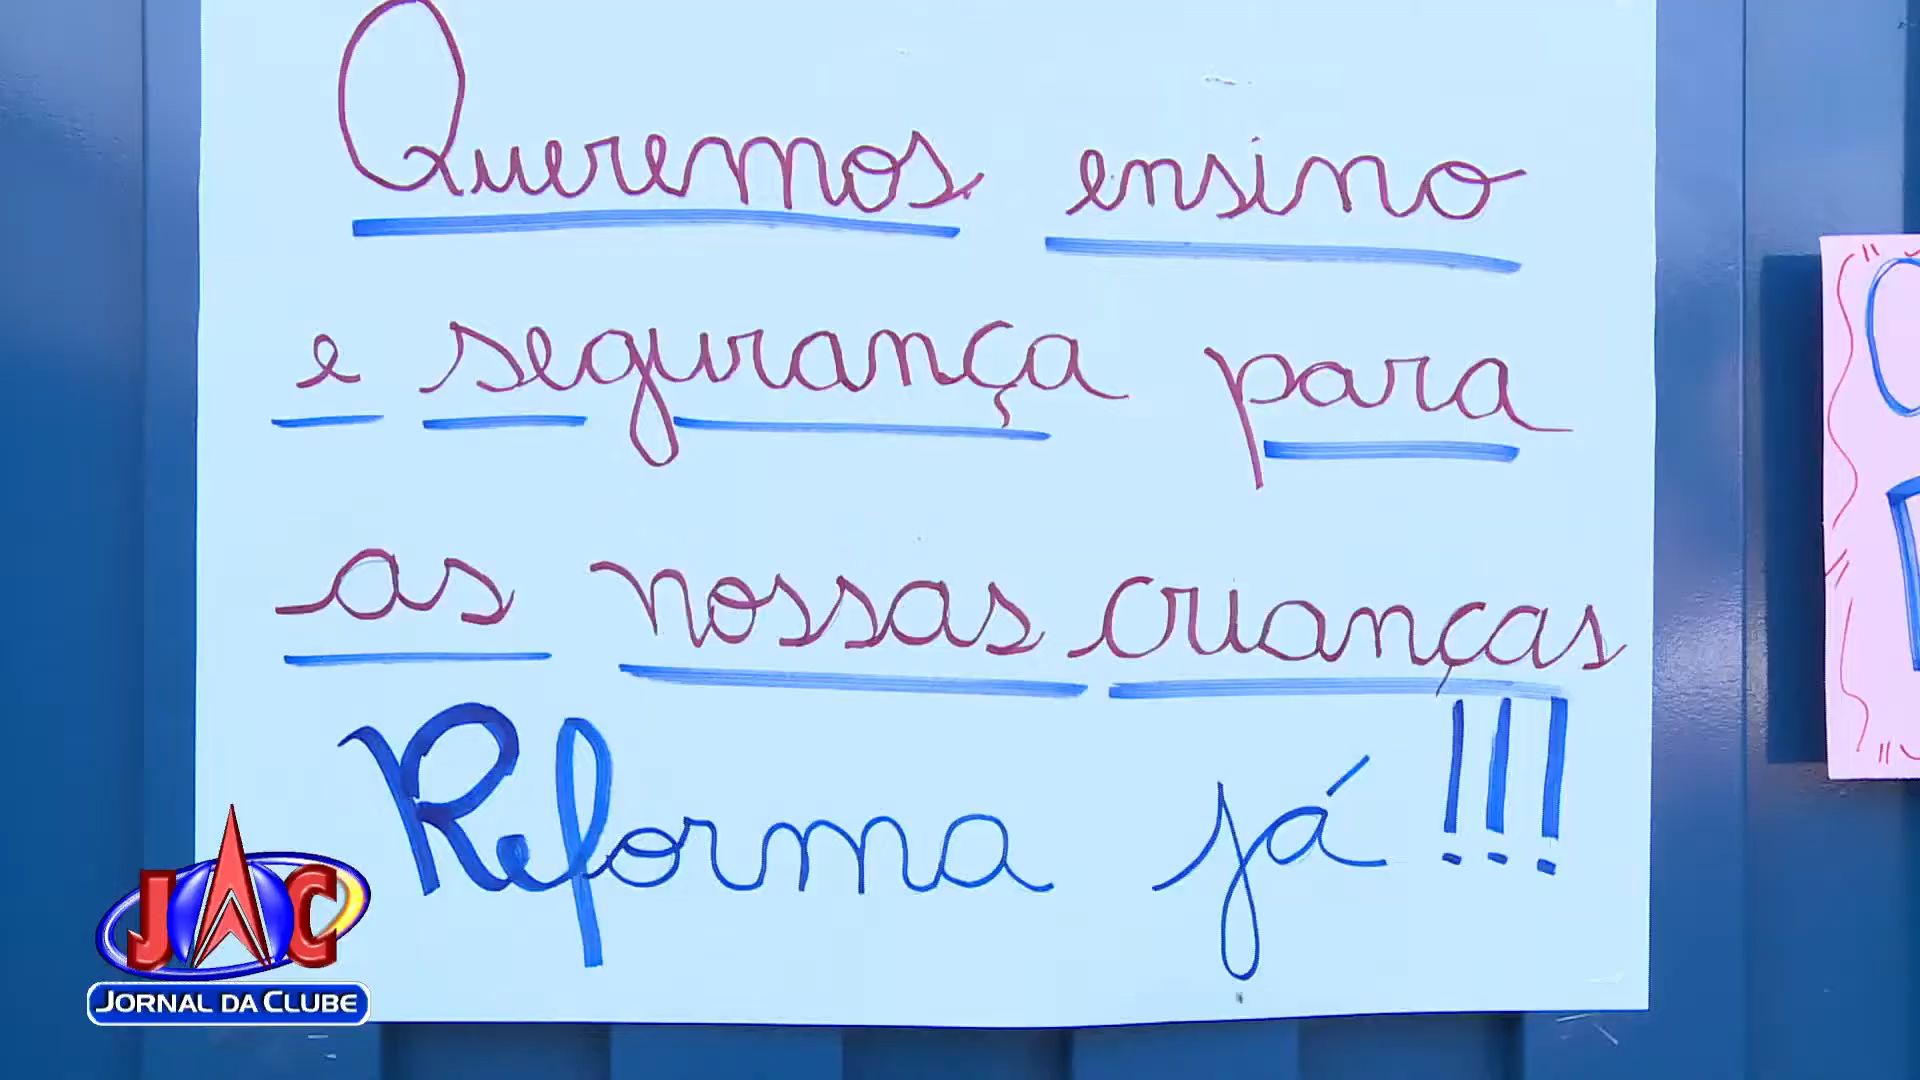 Queremos ensino
e segurança para
as nossas crianças
Reforma já!!!
JAC
JORNAL DA CLUBE